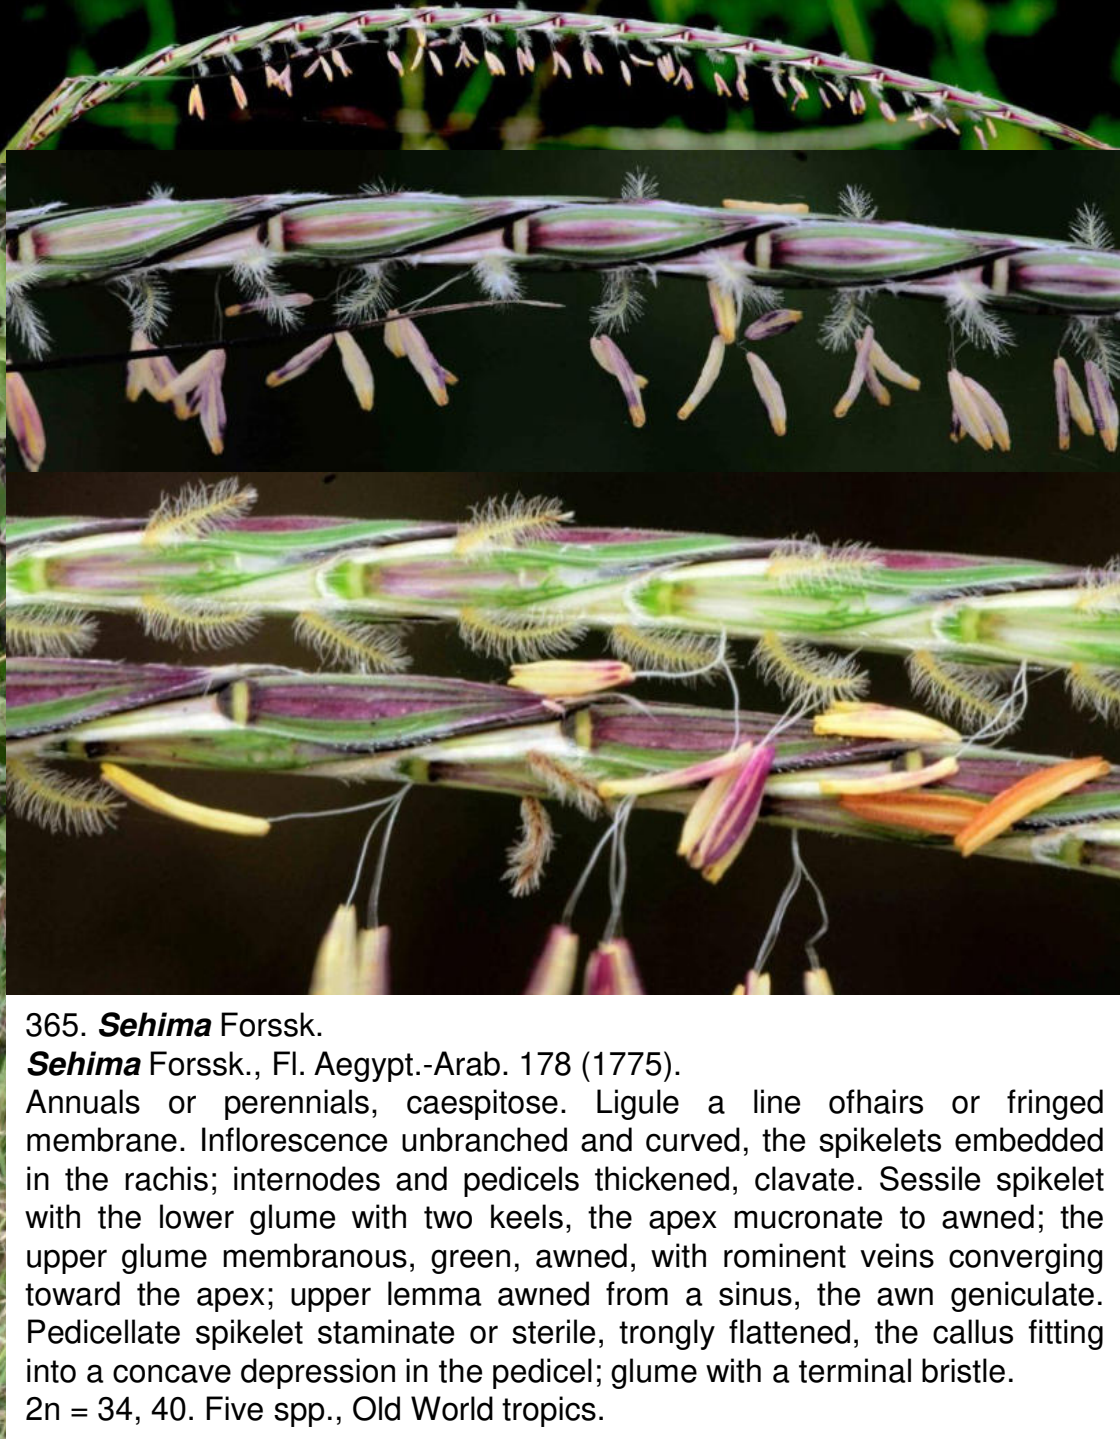 365. Sehima Forssk.
Sehima Forssk., Fl. Aegypt.-Arab. 178 (1775).
Annuals or perennials, caespitose. Ligule a line ofhairs or fringed
membrane. Inflorescence unbranched and curved, the spikelets embedded
in the rachis; internodes and pedicels thickened, clavate. Sessile spikelet
with the lower glume with two keels, the apex mucronate to awned; the
upper glume membranous, green, awned, with rominent veins converging
toward the apex; upper lemma awned from a sinus, the awn geniculate.
Pedicellate spikelet staminate or sterile, trongly flattened, the callus fitting
into a concave depression in the pedicel; glume with a terminal bristle.
2n = 34, 40. Five spp., Old World tropics.